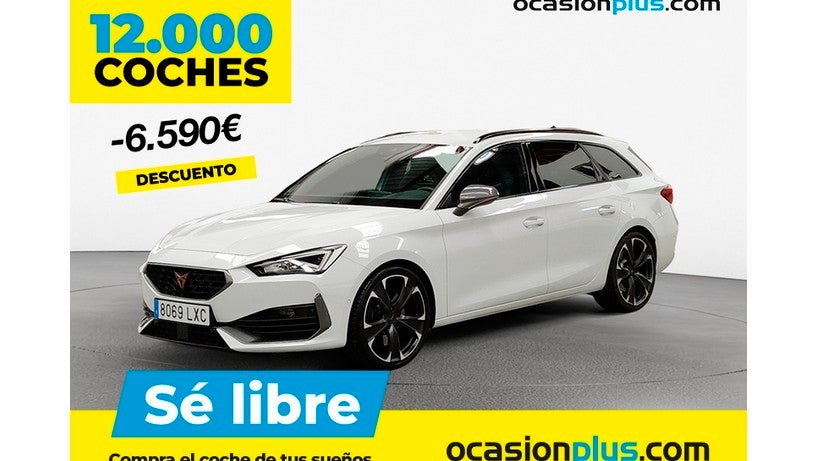 ocasionplus.com
12.000
COCHES
-6.590€
DESCUENTO
8069 LXC
Sé libre
Compra el coche de tus sueños
ocasionplus.com